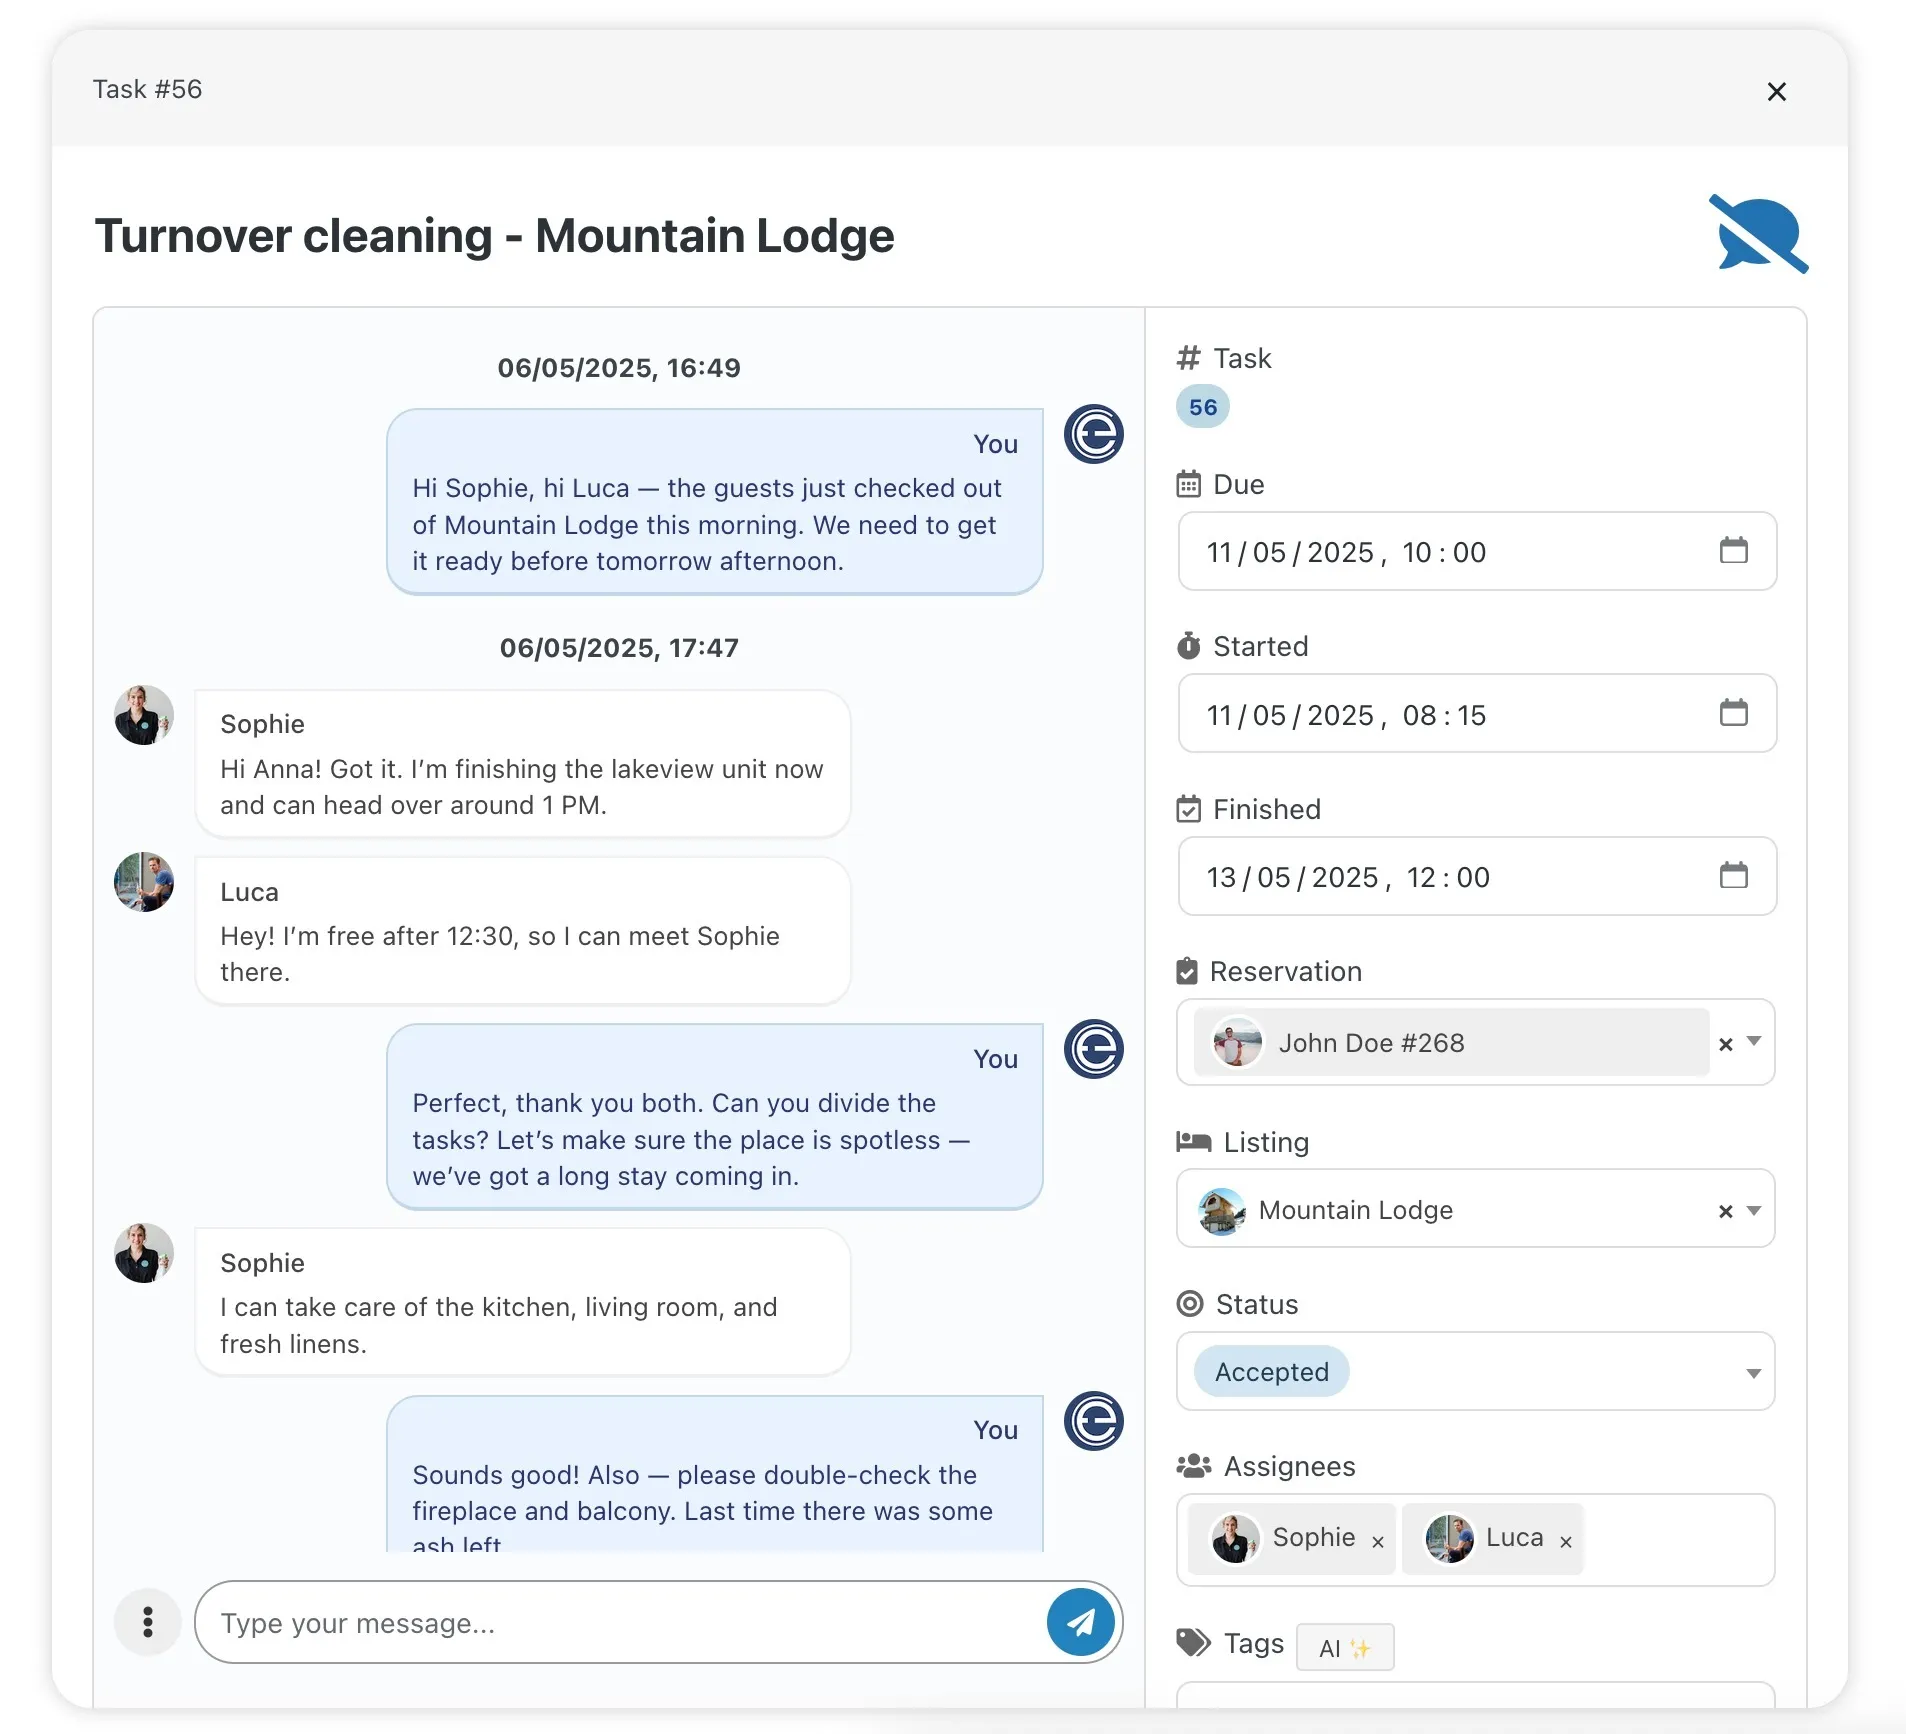 Task #56
Turnover cleaning - Mountain Lodge
06/05/2025, 16:49
You
Hi Sophie, hi Luca — the guests just checked out
of Mountain Lodge this morning. We need to get
it ready before tomorrow afternoon.
06/05/2025, 17:47
Sophie
Hi Anna! Got it. I’m finishing the lakeview unit now
and can head over around 1 PM.
Luca
Hey! I’m free after 12:30, so I can meet Sophie
there.
You
Perfect, thank you both. Can you divide the
tasks? Let’s make sure the place is spotless —
we’ve got a long stay coming in.
Sophie
I can take care of the kitchen, living room, and
fresh linens.
You
Sounds good! Also — please double-check the
fireplace and balcony. Last time there was some
ash left
Type your message...
# Task
56
Due
11/05/2025, 10:00
Started
11/05/2025, 08:15
Finished
13/05/2025, 12:00
Reservation
John Doe #268
Listing
Mountain Lodge
Status
Accepted
Assignees
Sophie
Luca
Tags
AI ✨